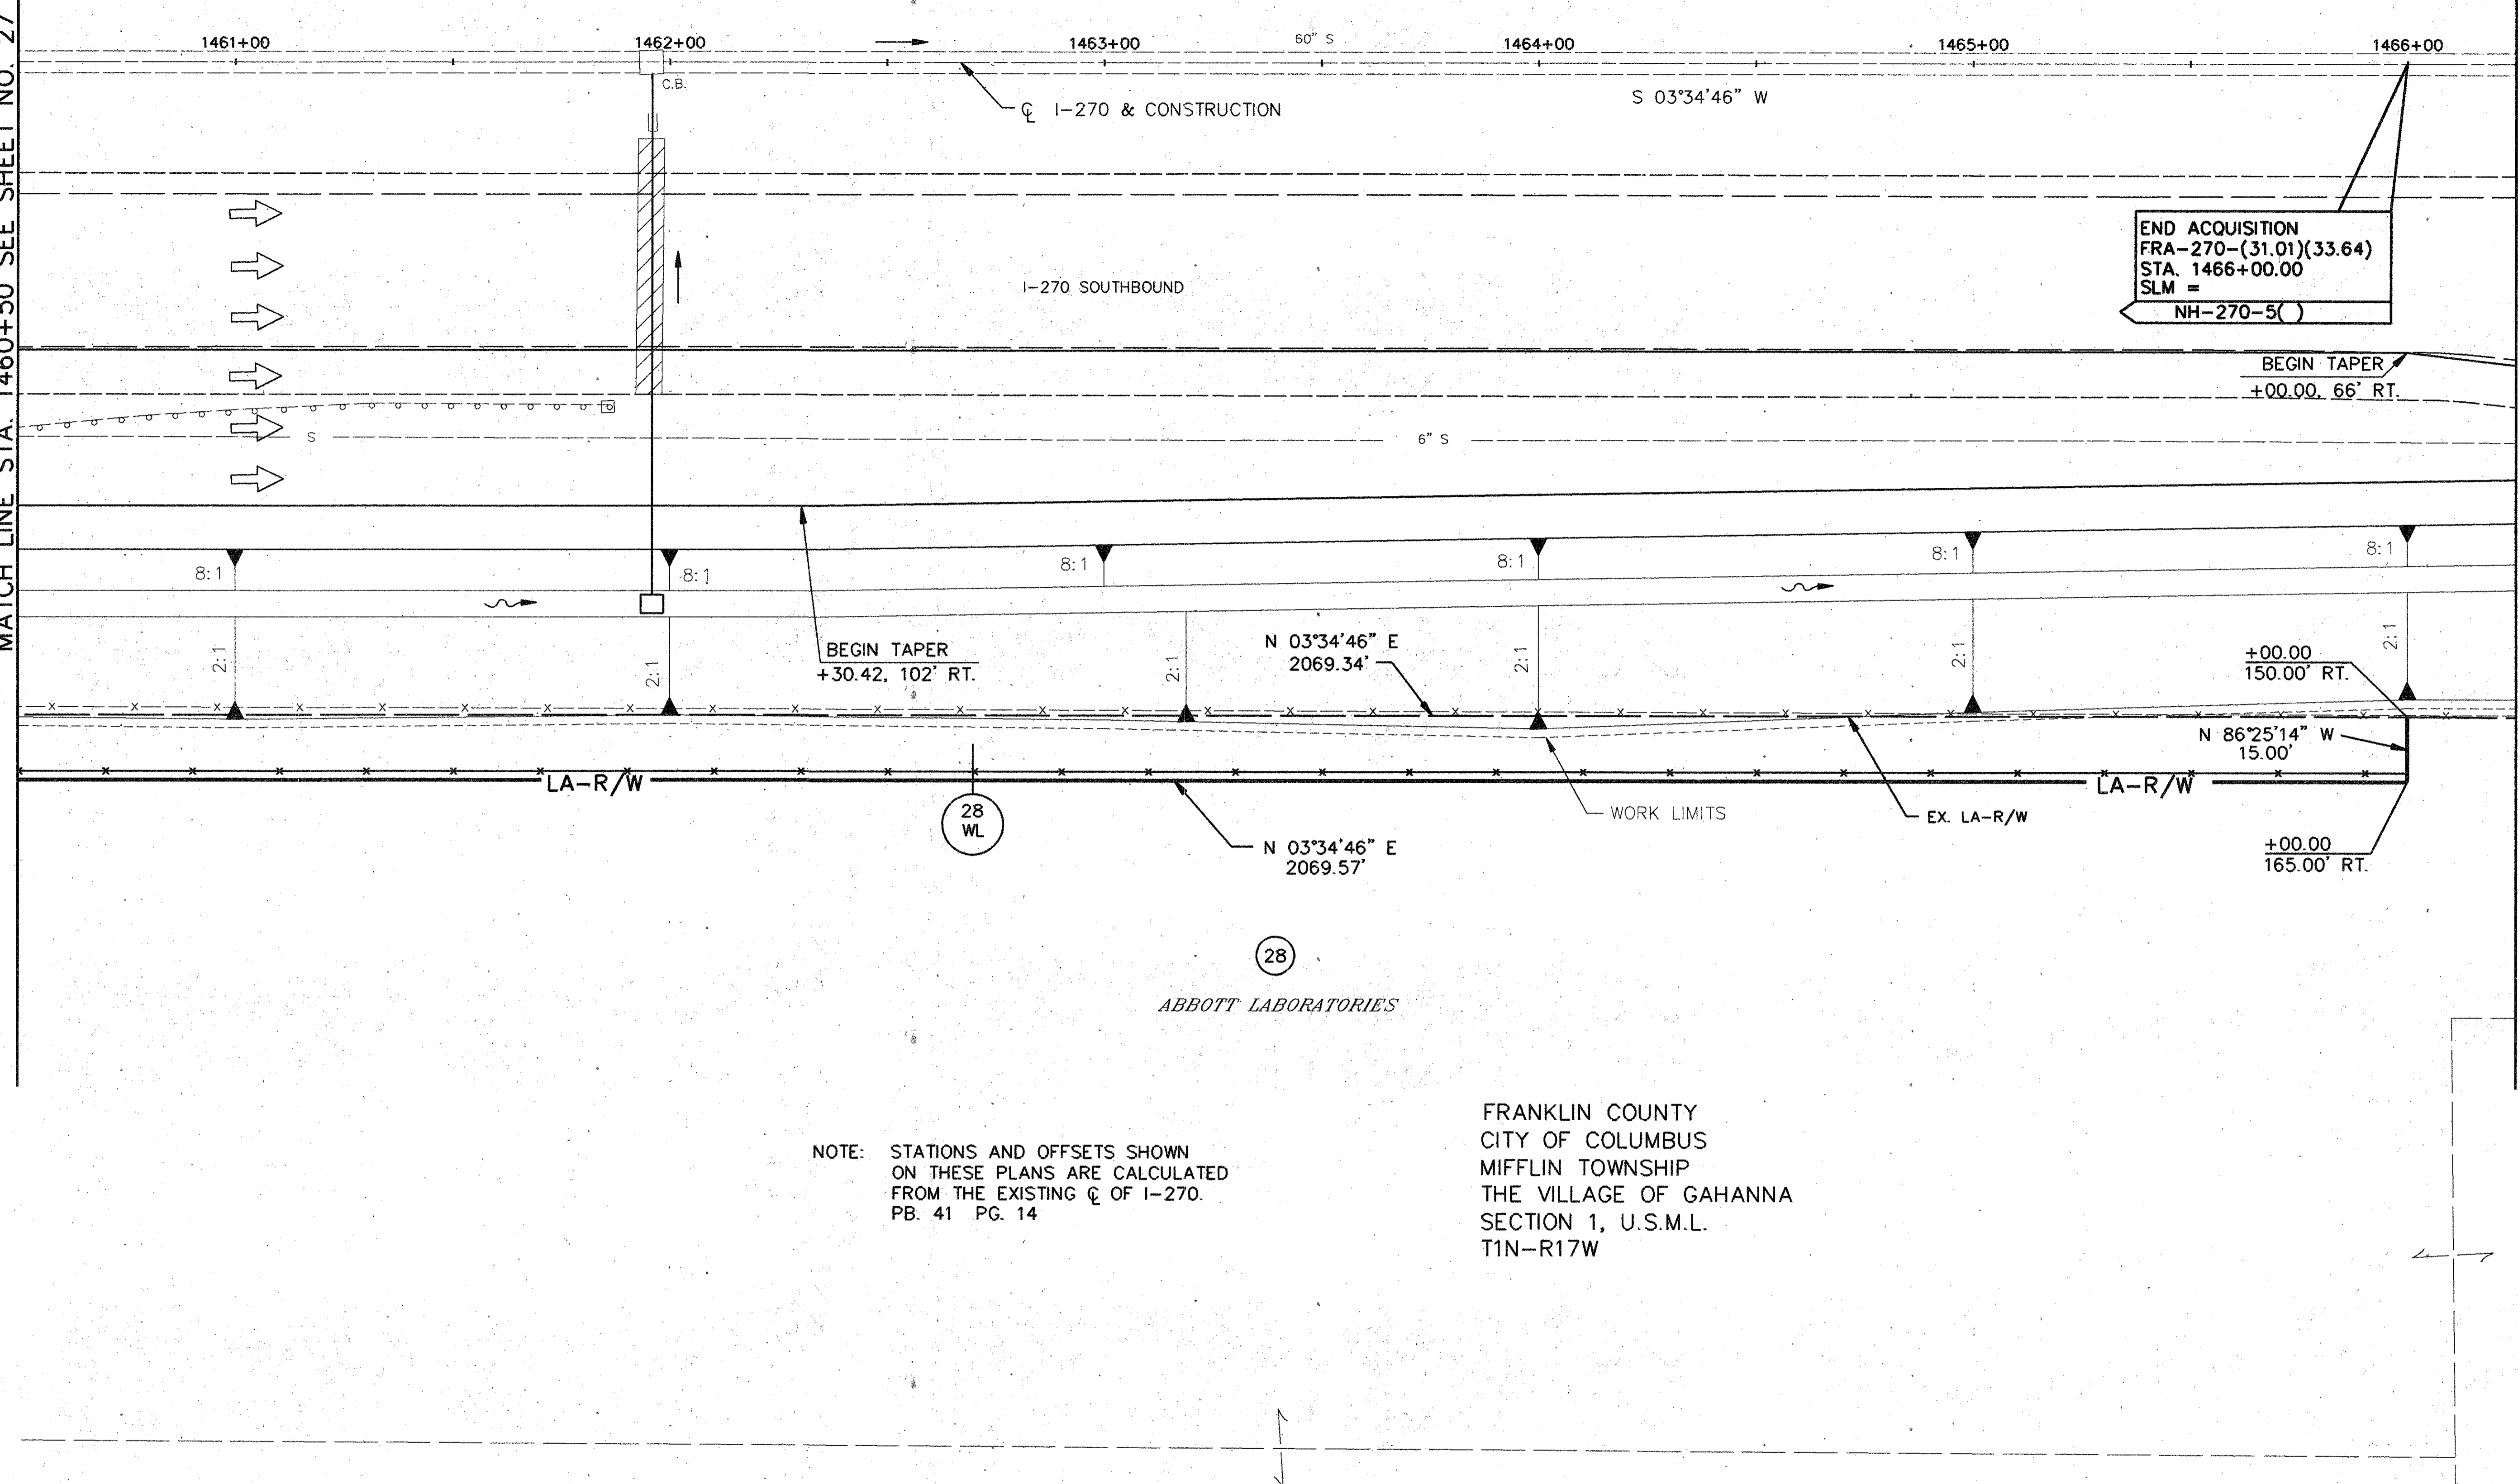 MATCH LINE STA. 1460+50 SEE SHEET NO. 27
1461+00
1462+00
1463+00
60" S
1464+00
1465+00
1466+00
C.B.
℄ I-270 & CONSTRUCTION
S 03°34'46" W
END ACQUISITION
FRA-270-(31.01)(33.64)
STA. 1466+00.00
SLM =
NH-270-5( )
I-270 SOUTHBOUND
BEGIN TAPER
+00.00, 66' RT.
S
6" S
8:1
8:1
8:1
8:1
8:1
8:1
2:1
2:1
2:1
2:1
2:1
2:1
BEGIN TAPER
+30.42, 102' RT.
N 03°34'46" E
2069.34'
+00.00
150.00' RT.
N 86°25'14" W
15.00'
LA-R/W
LA-R/W
28
WL
WORK LIMITS
EX. LA-R/W
N 03°34'46" E
2069.57'
+00.00
165.00' RT.
28
ABBOTT LABORATORIES
NOTE: STATIONS AND OFFSETS SHOWN
ON THESE PLANS ARE CALCULATED
FROM THE EXISTING ℄ OF I-270.
PB. 41 PG. 14
FRANKLIN COUNTY
CITY OF COLUMBUS
MIFFLIN TOWNSHIP
THE VILLAGE OF GAHANNA
SECTION 1, U.S.M.L.
T1N-R17W